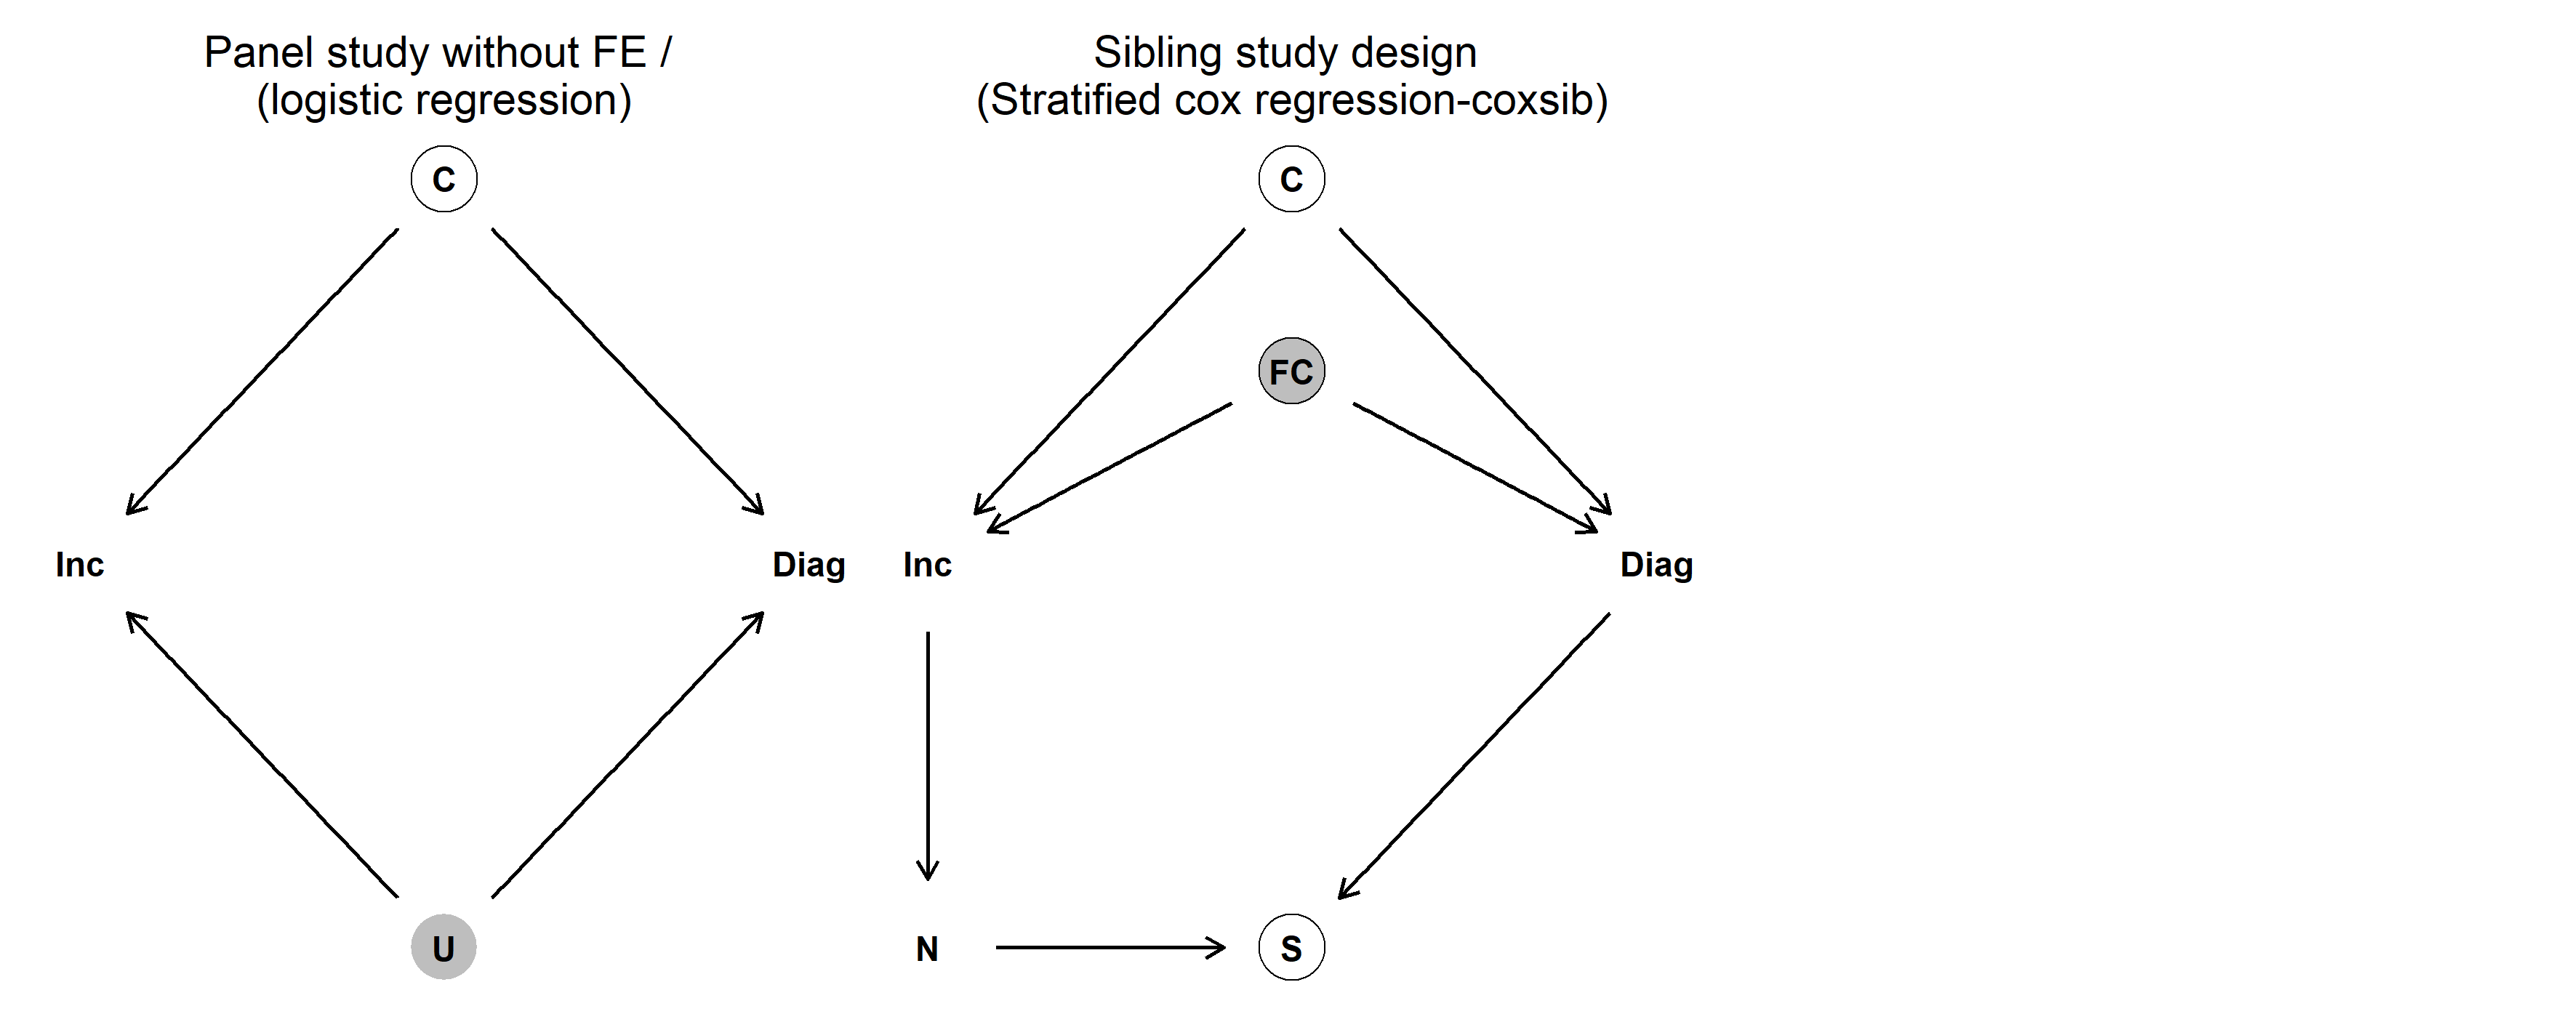 Panel study without FE /
(logistic regression)
C
Inc
Diag
U
Sibling study design
(Stratified cox regression-coxsib)
C
FC
Inc
Diag
N
S